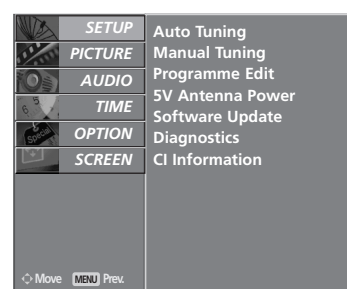 SETUP
PICTURE
AUDIO
TIME
OPTION
SCREEN
Auto Tuning
Manual Tuning
Programme Edit
5V Antenna Power
Software Update
Diagnostics
CI Information
Move MENU Prev.